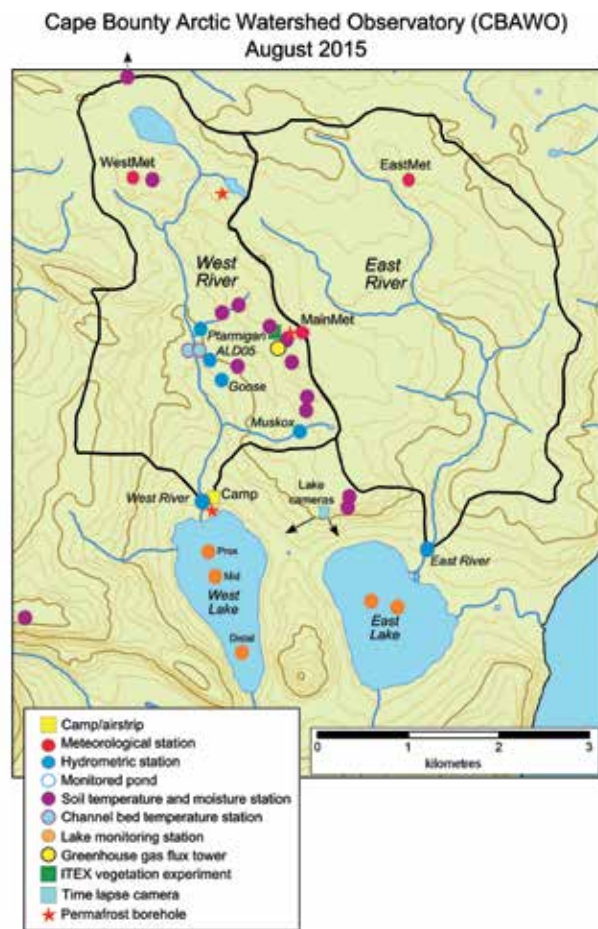 Cape Bounty Arctic Watershed Observatory (CBAWO)
August 2015
WestMet
EastMet
West
River
East
River
MainMet
Ptarmigan
ALD05
Goose
Muskox
West River
Camp
Lake
cameras
East River
Prox
Mid
West
Lake
East
Lake
Distal
Camp/airstrip
Meteorological station
Hydrometric station
Monitored pond
Soil temperature and moisture station
Channel bed temperature station
Lake monitoring station
Greenhouse gas flux tower
ITEX vegetation experiment
Time lapse camera
Permafrost borehole
0 1 2 3
kilometres